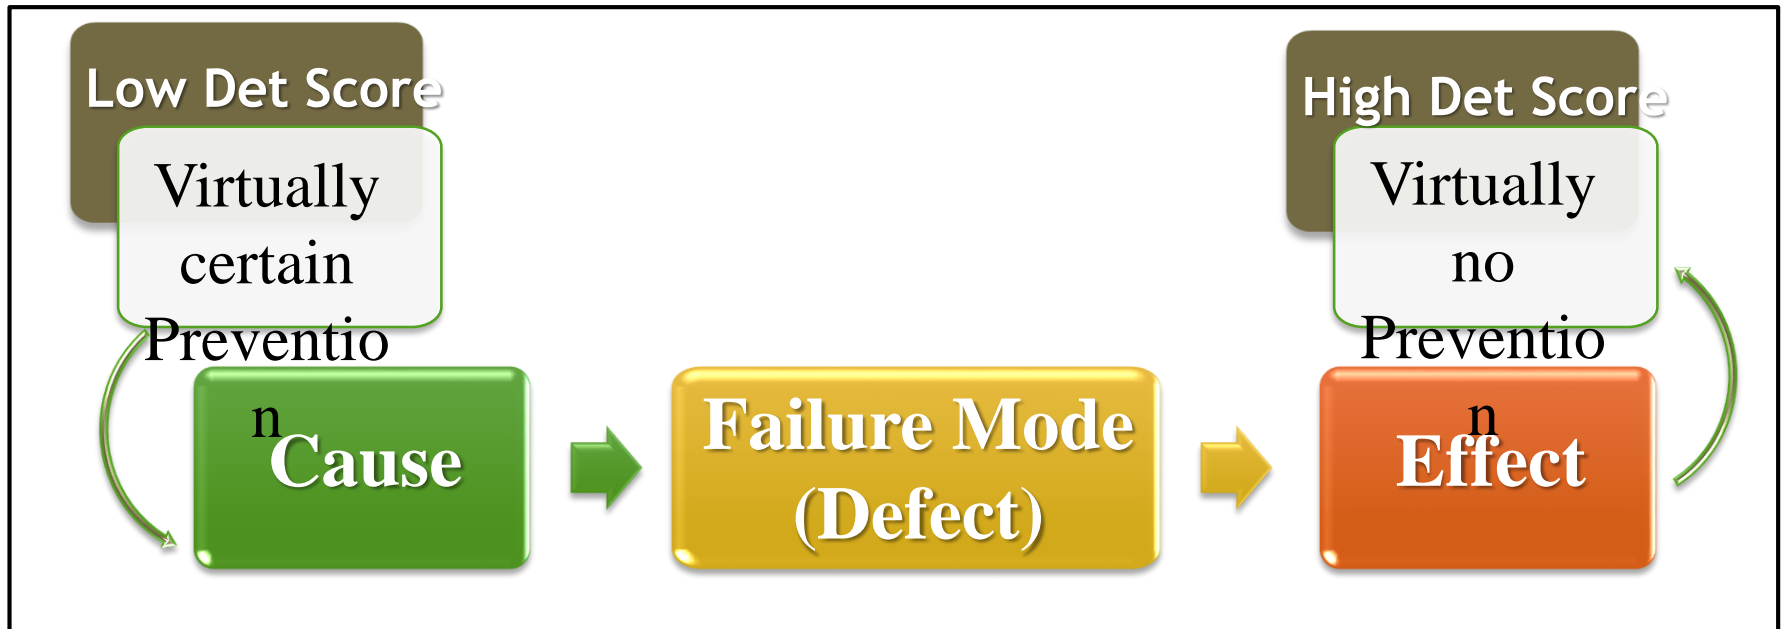 Low Det Score
Virtually
certain
Preventio
n
Cause
Failure Mode
(Defect)
High Det Score
Virtually
no
Preventio
n
Effect